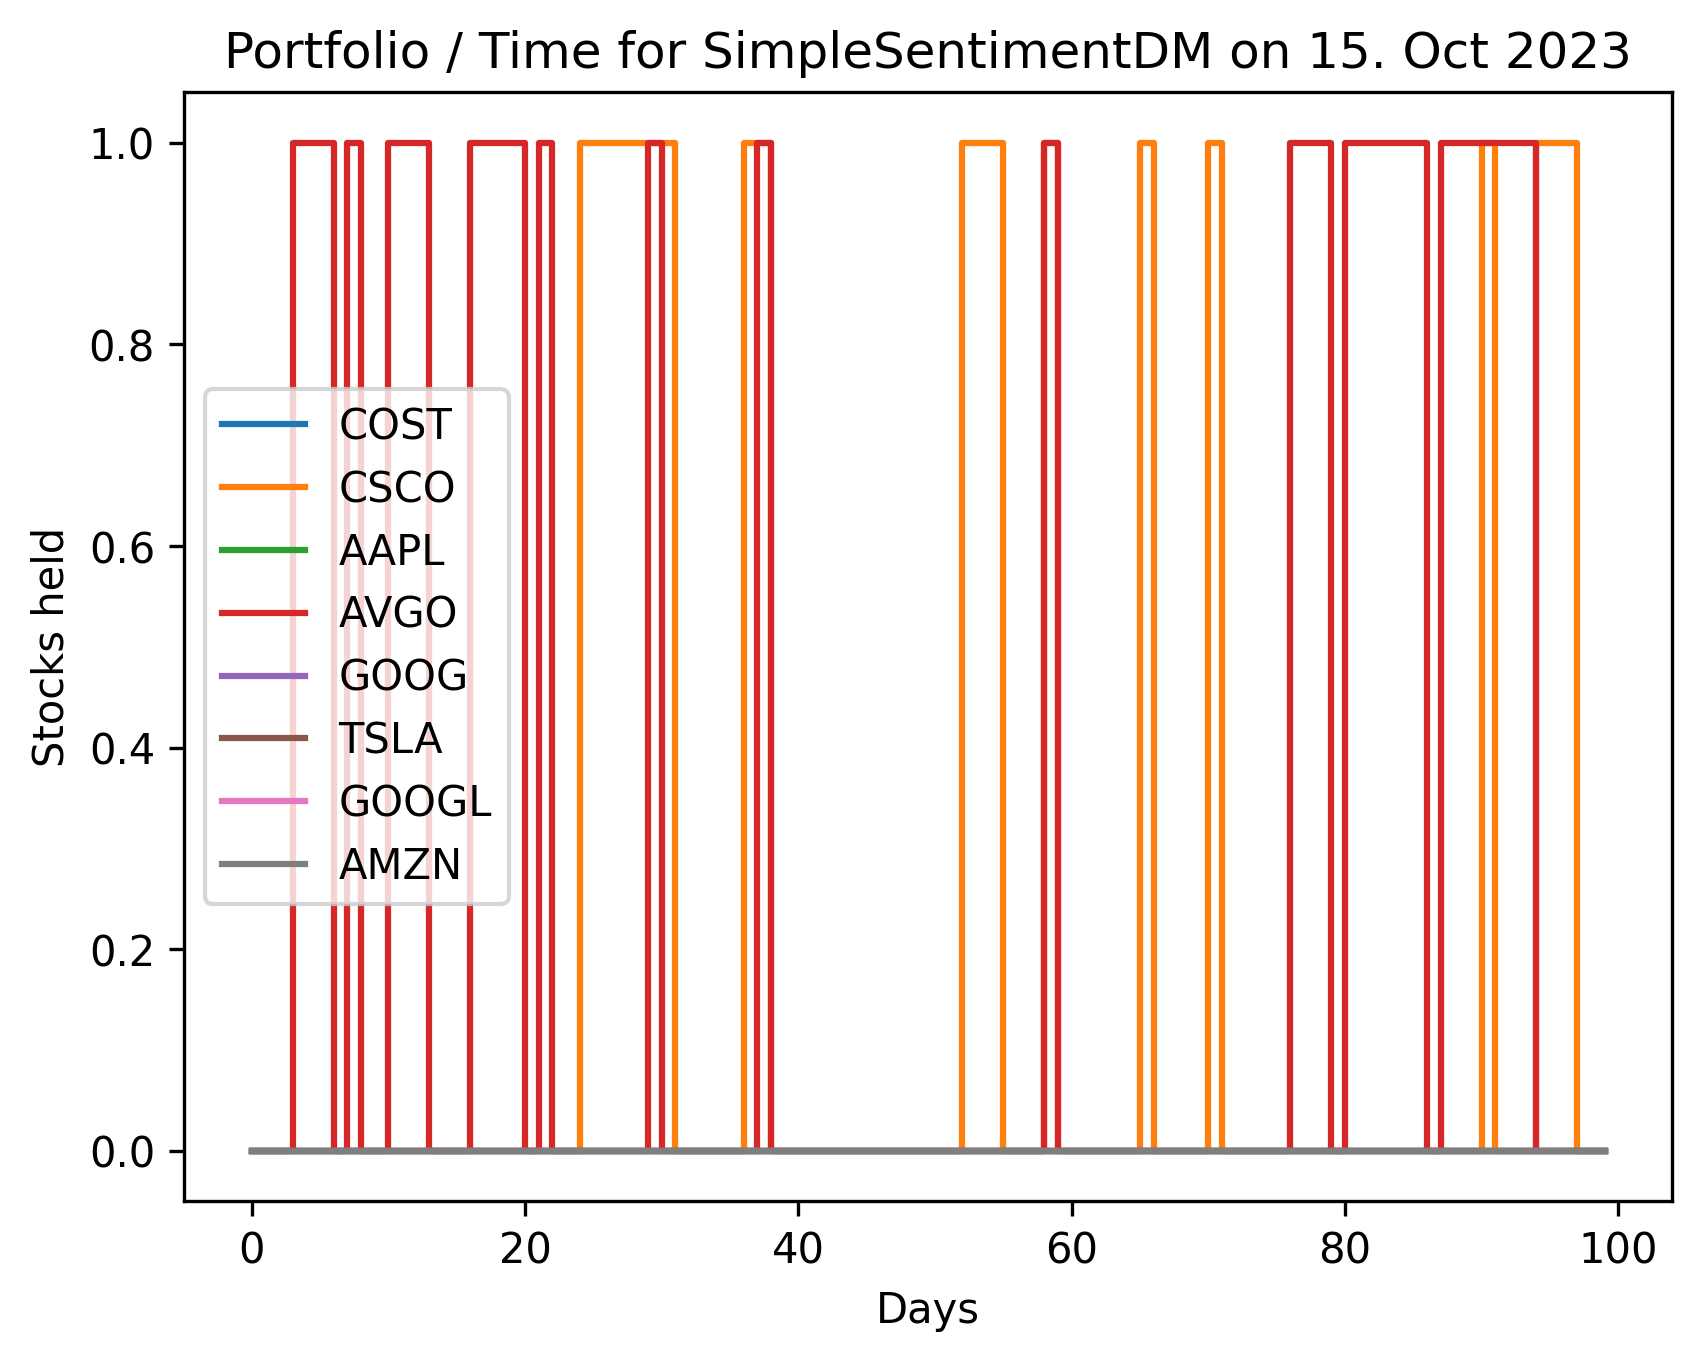 Portfolio / Time for SimpleSentimentDM on 15. Oct 2023
1.0
0.8
0.6
0.4
0.2
0.0
Stocks held
COST
CSCO
AAPL
AVGO
GOOG
TSLA
GOOGL
AMZN
0 20 40 60 80 100
Days